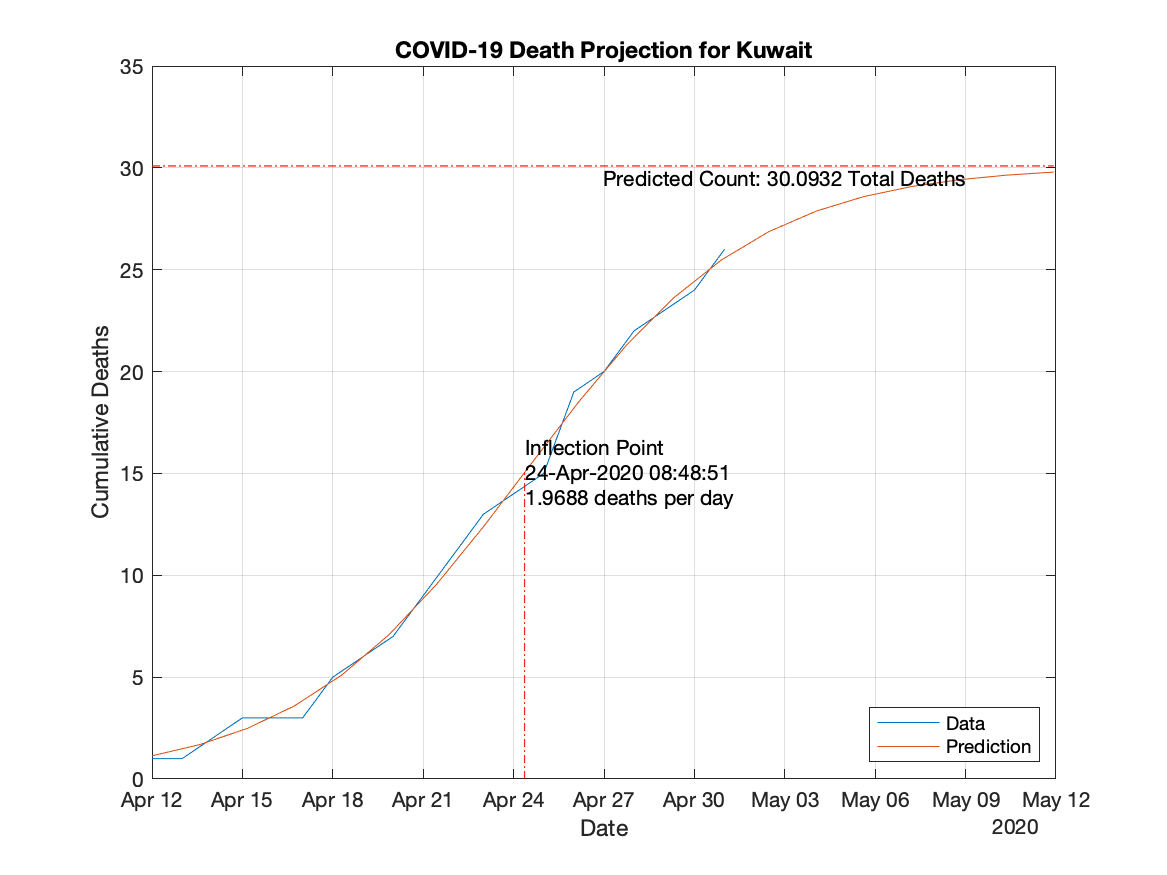 COVID-19 Death Projection for Kuwait
35
30
25
20
15
10
5
0
Cumulative Deaths
Predicted Count: 30.0932 Total Deaths
Inflection Point
24-Apr-2020 08:48:51
1.9688 deaths per day
Data
Prediction
Apr 12 Apr 15 Apr 18 Apr 21 Apr 24 Apr 27 Apr 30 May 03 May 06 May 09 May 12
Date
2020